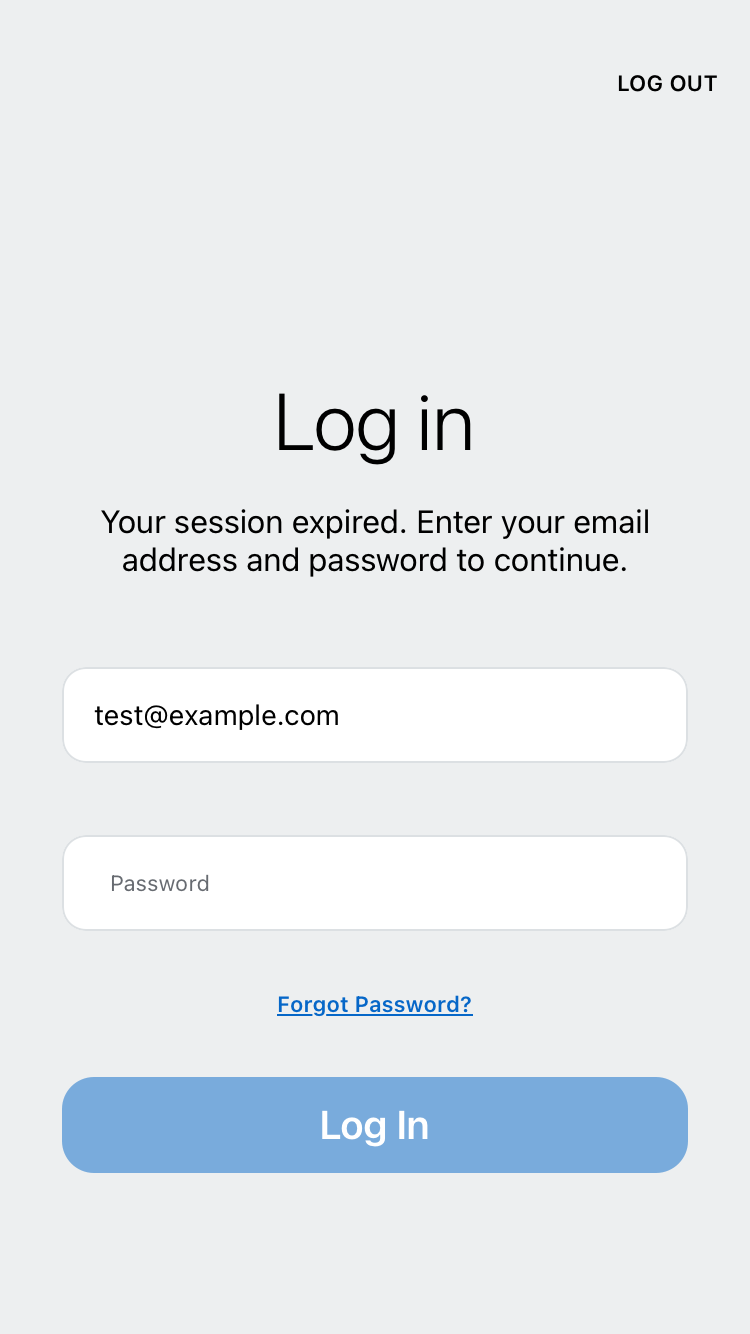 LOG OUT
Log in
Your session expired. Enter your email
address and password to continue.
test@example.com
Password
Forgot Password?
Log In